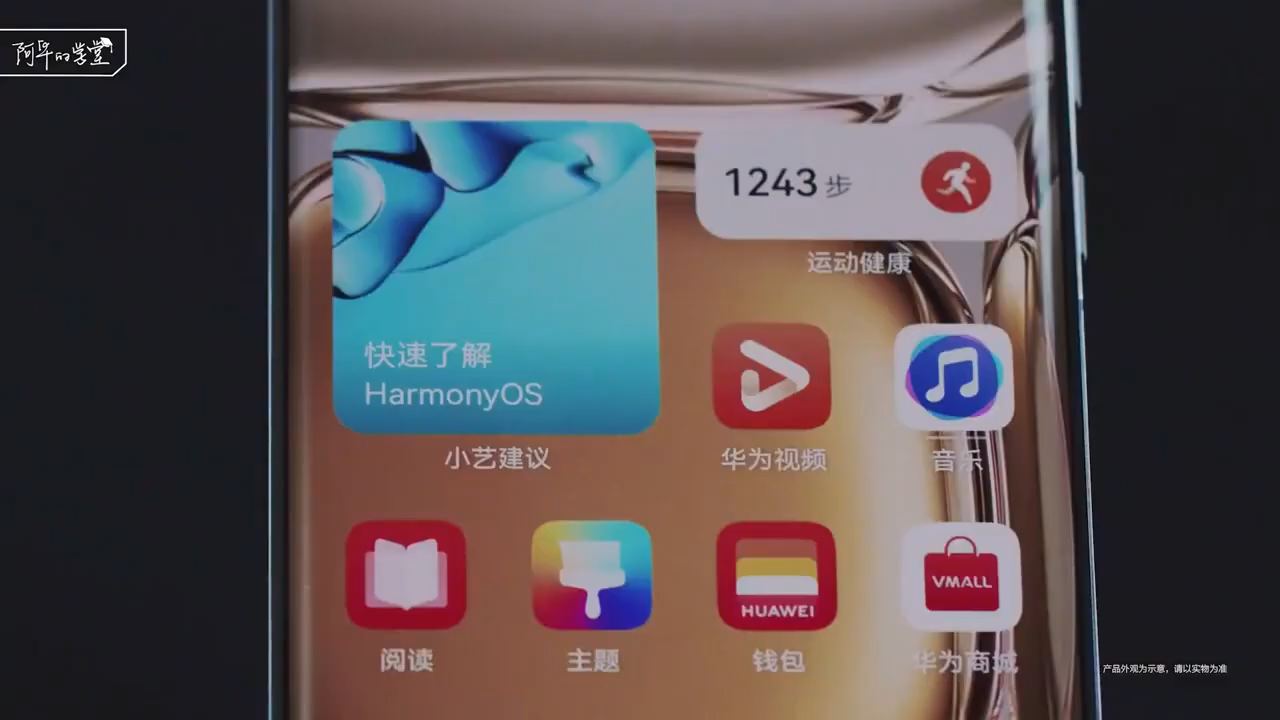 阿早的学堂
1243 步
运动健康
快速了解
HarmonyOS
小艺建议
华为视频
音乐
HUAWEI
VMALL
阅读
主题
钱包
华为商城
产品外观为示意，请以实物为准